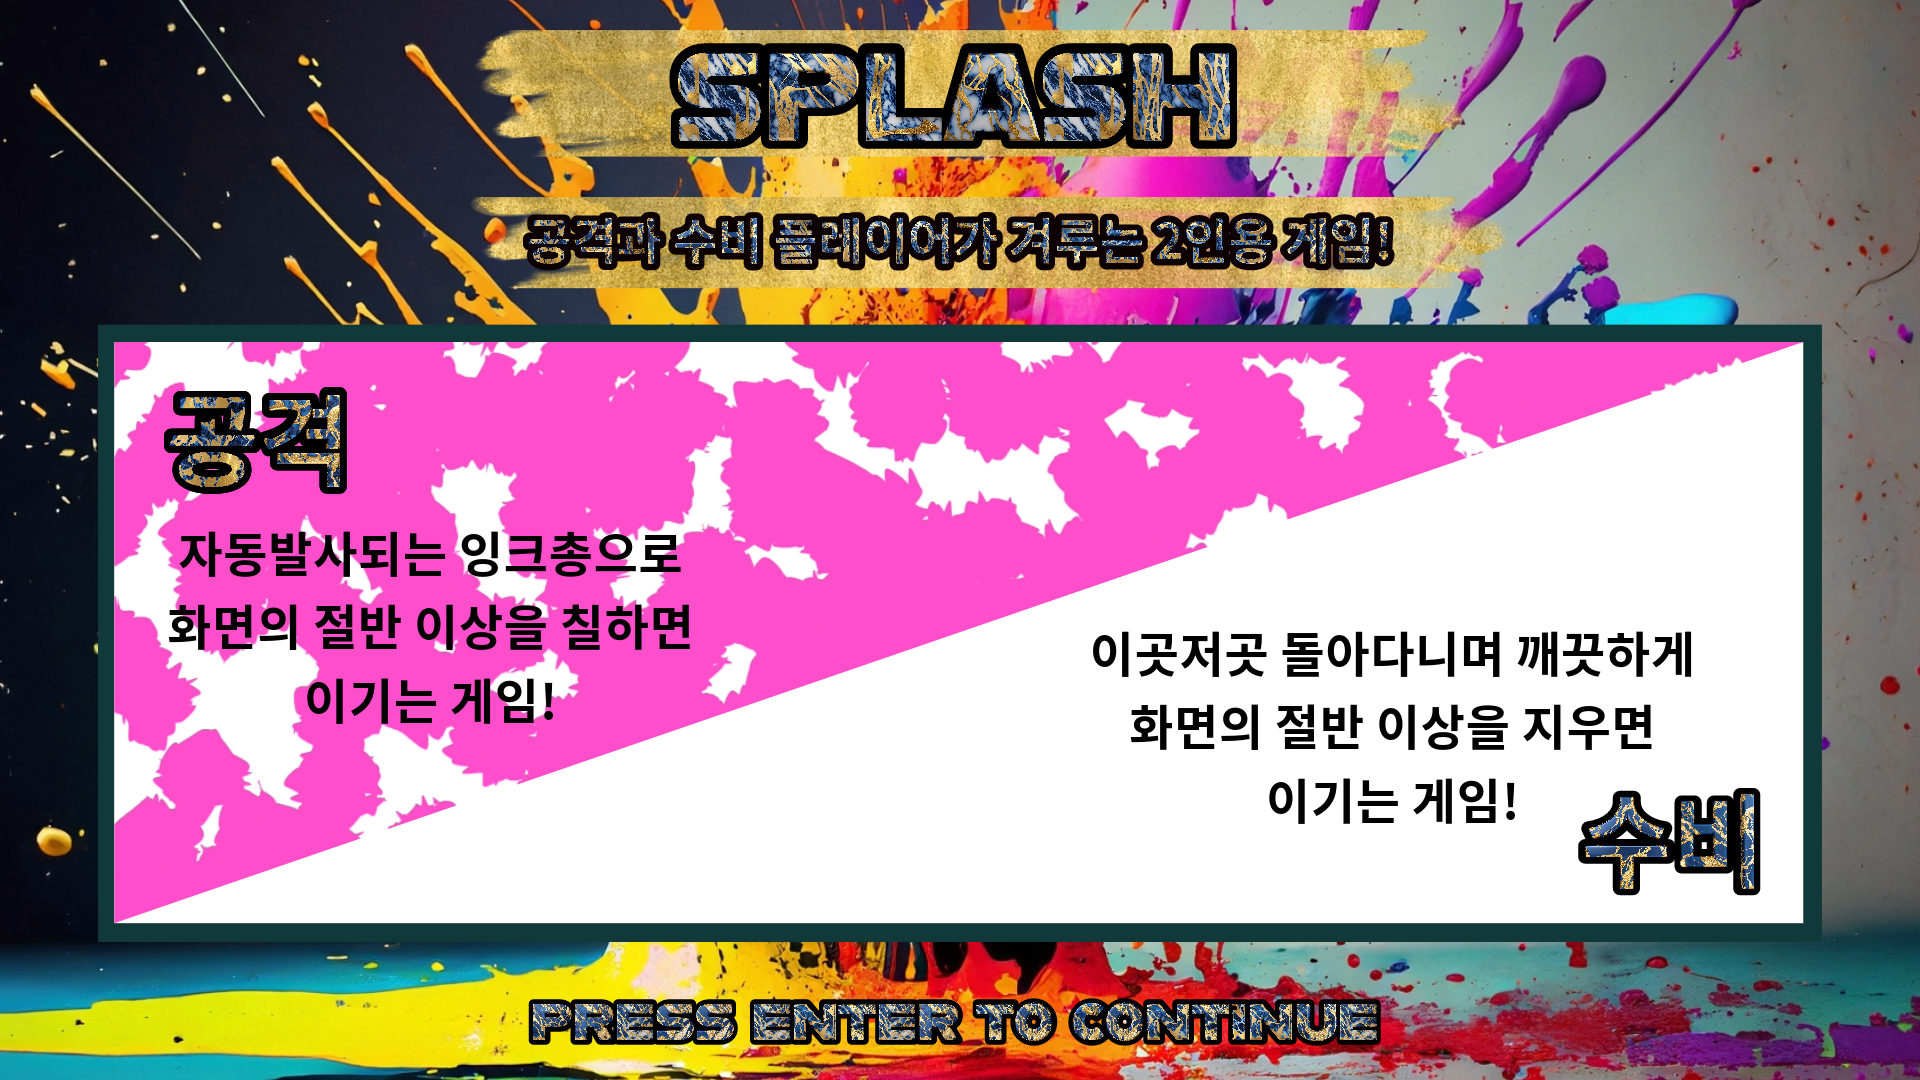 SPLASH
공격과 수비 플레이어가 겨루는 2인용 게임!
공격
자동발사되는 잉크총으로
화면의 절반 이상을 칠하면
이기는 게임!
이곳저곳 돌아다니며 깨끗하게
화면의 절반 이상을 지우면
이기는 게임!
수비
PRESS ENTER TO CONTINUE